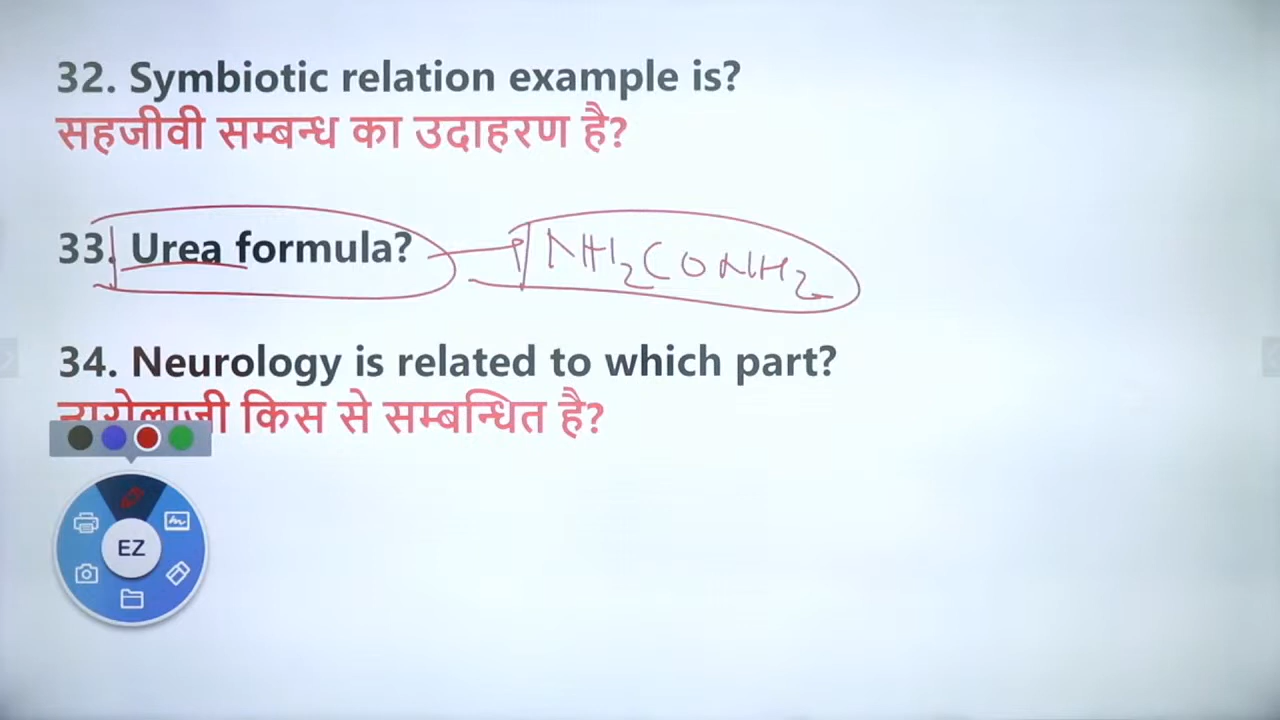 32. Symbiotic relation example is?
सहजीवी सम्बन्ध का उदाहरण है?
33. Urea formula? NH2CONH2
34. Neurology is related to which part?
न्यूरोलाजी किस से सम्बन्धित है?
EZ